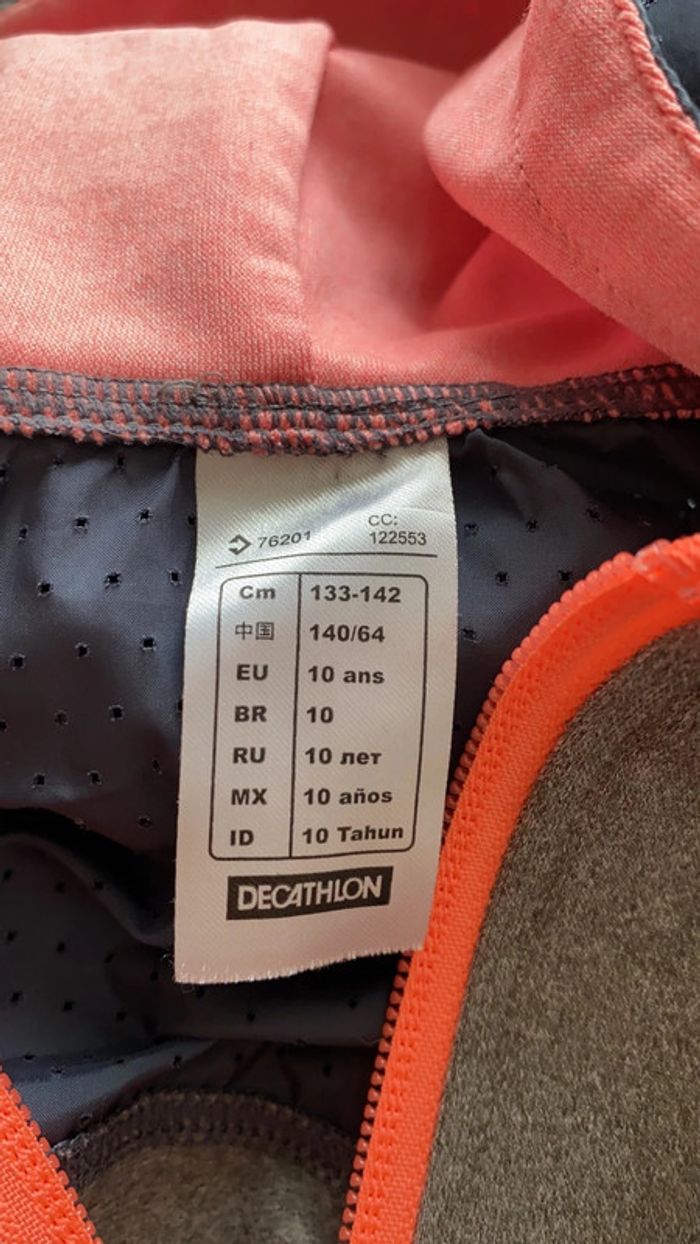 76201 CC:
122553
Cm 133-142
中国 140/64
EU 10 ans
BR 10
RU 10 лет
MX 10 años
ID 10 Tahun
DECATHLON